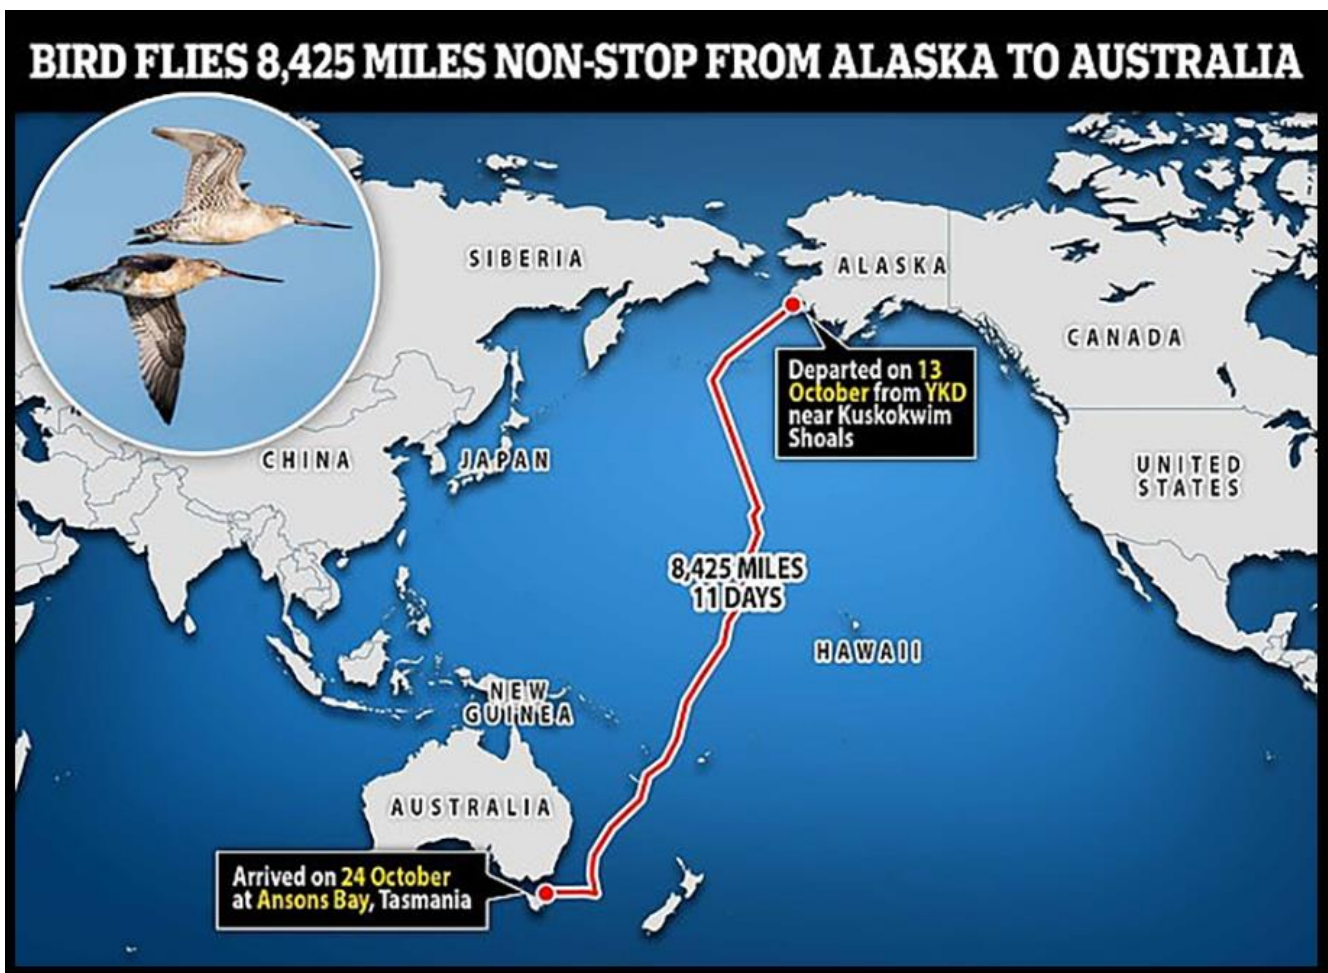 BIRD FLIES 8,425 MILES NON-STOP FROM ALASKA TO AUSTRALIA
SIBERIA
ALASKA
CANADA
Departed on 13
October from YKD
near Kuskokwim
Shoals
CHINA
JAPAN
UNITED
STATES
8,425 MILES
11 DAYS
HAWAII
NEW
GUINEA
AUSTRALIA
Arrived on 24 October
at Ansons Bay, Tasmania